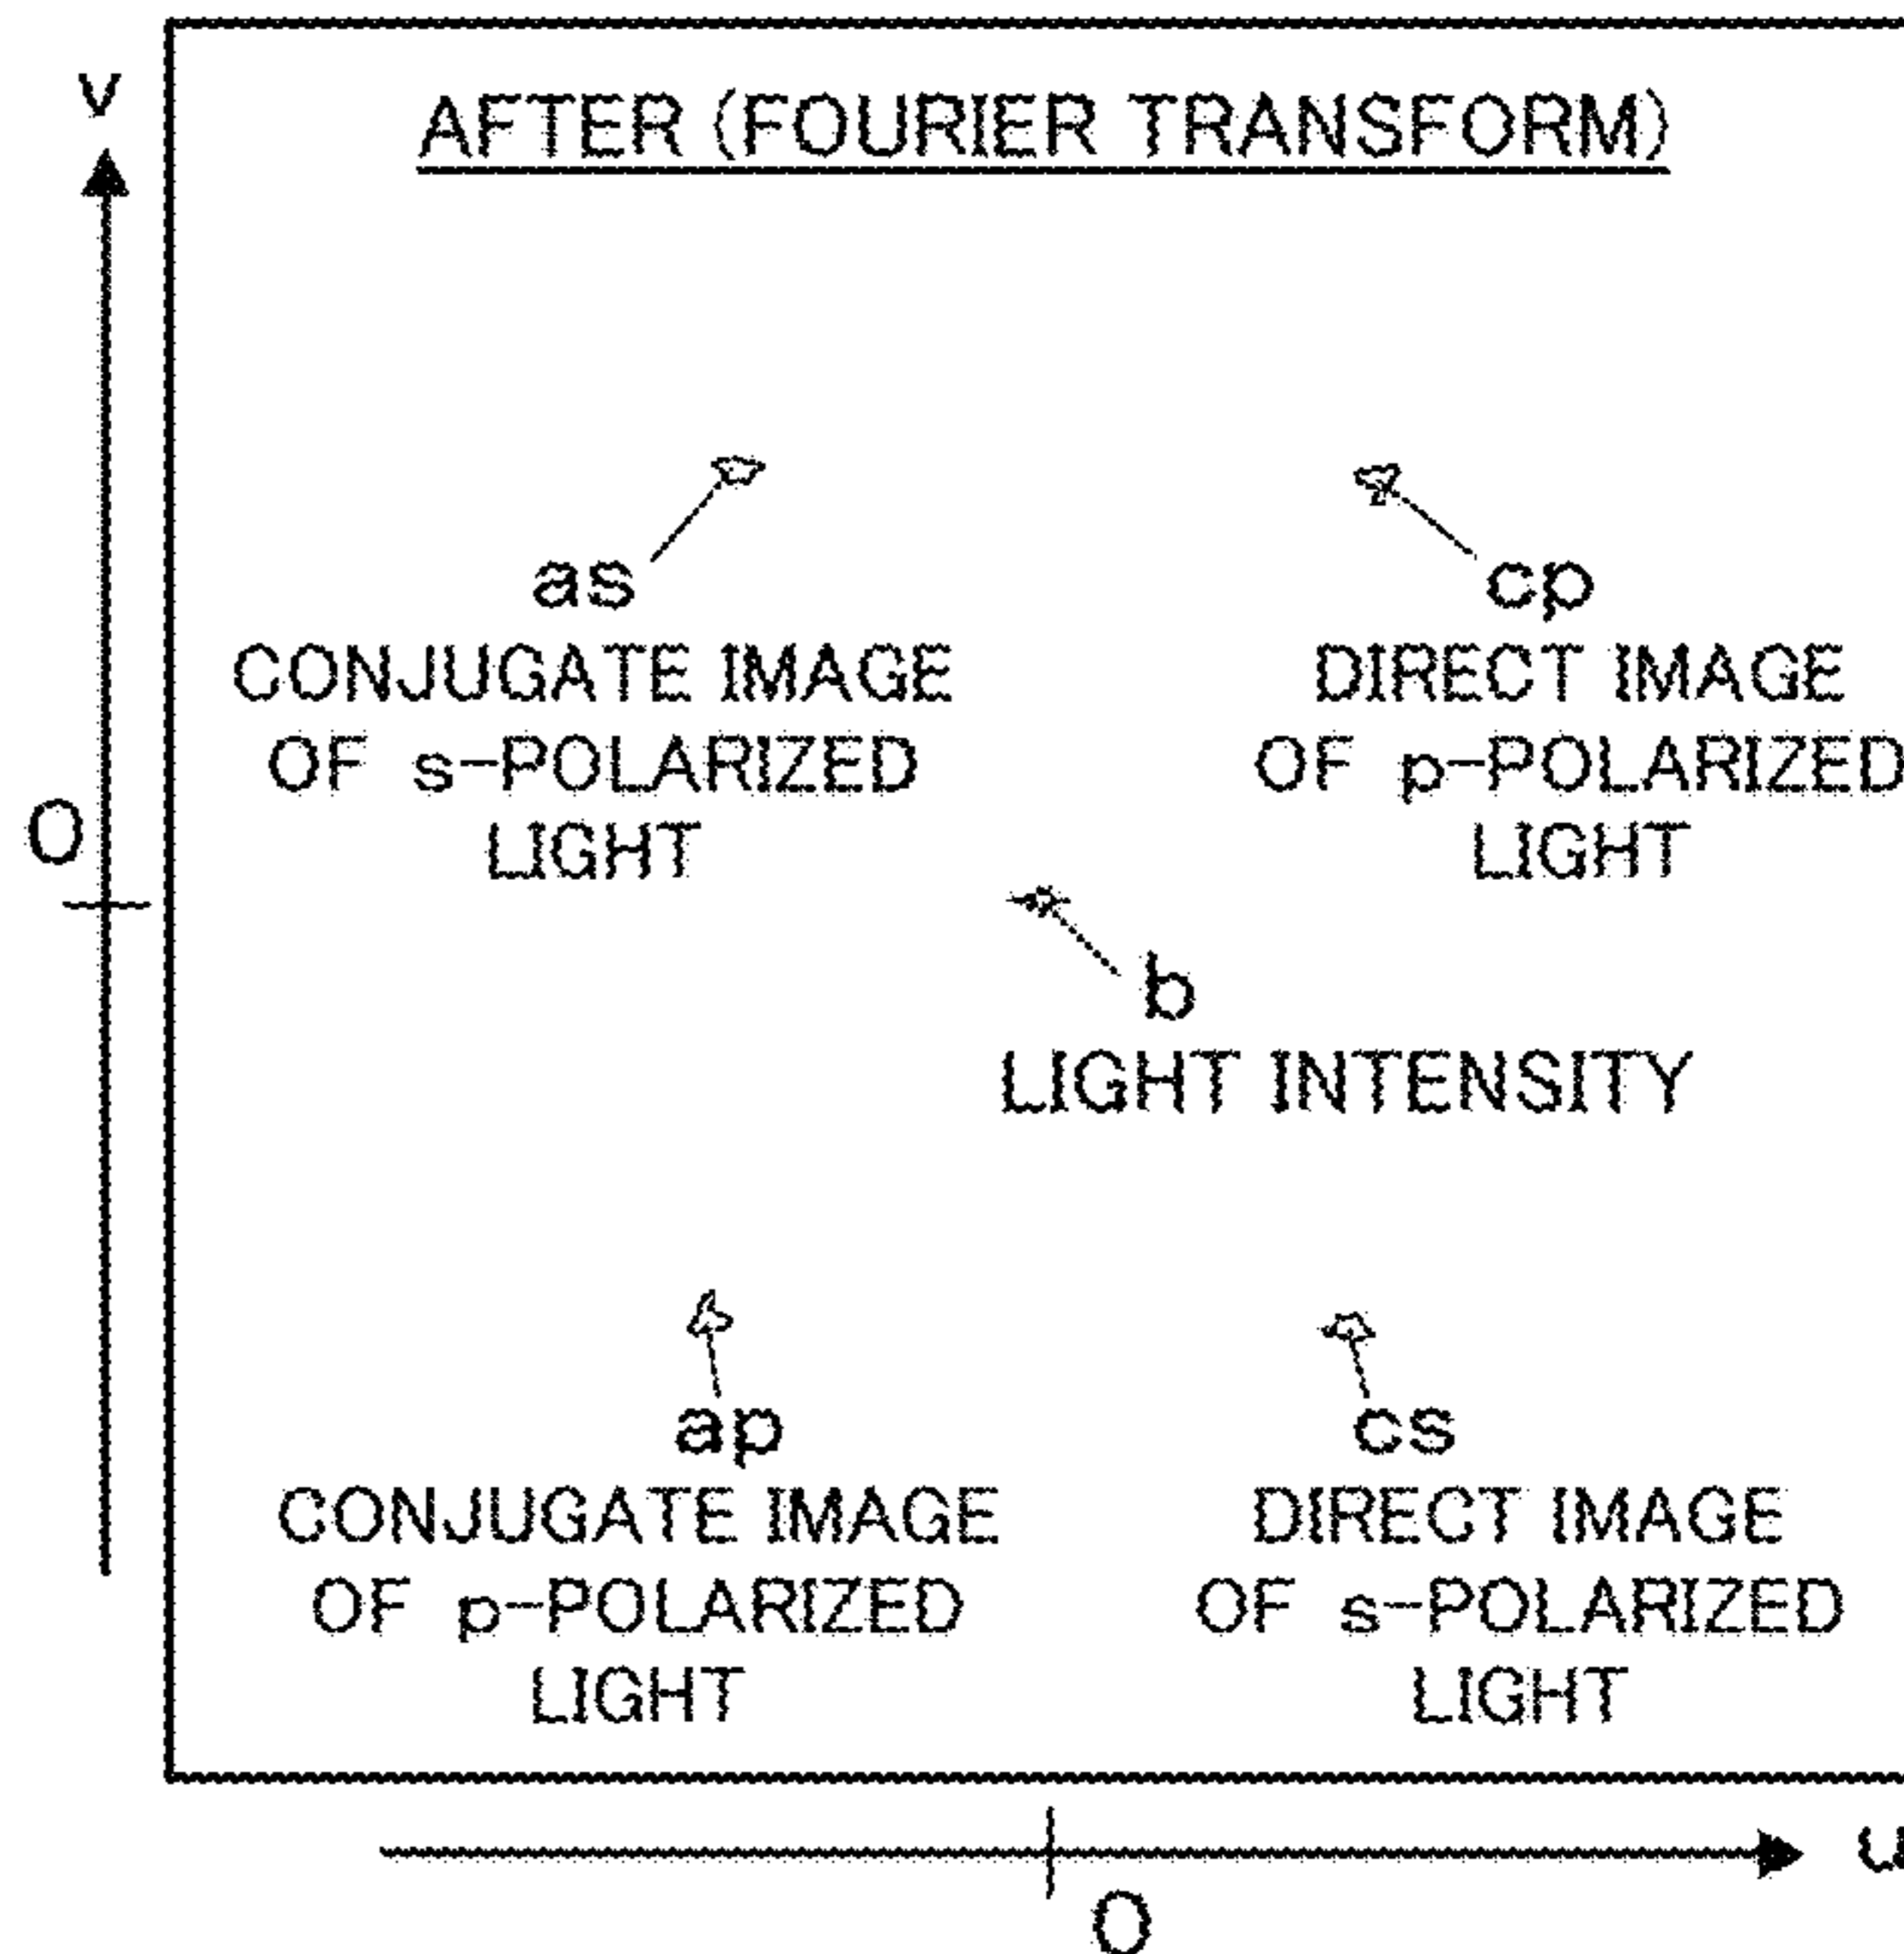 v
AFTER (FOURIER TRANSFORM)
as
CONJUGATE IMAGE
OF s-POLARIZED
LIGHT
cp
DIRECT IMAGE
OF p-POLARIZED
LIGHT
O
b
LIGHT INTENSITY
ap
CONJUGATE IMAGE
OF p-POLARIZED
LIGHT
cs
DIRECT IMAGE
OF s-POLARIZED
LIGHT
u
O